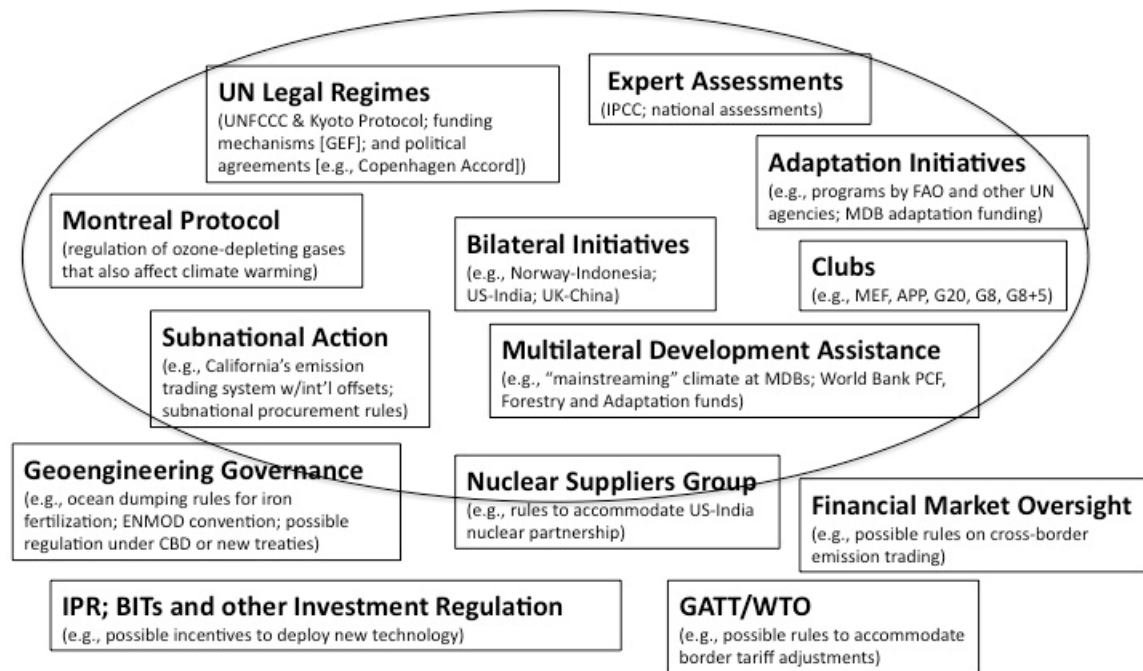 UN Legal Regimes
(UNFCCC & Kyoto Protocol; funding
mechanisms [GEF]; and political
agreements [e.g., Copenhagen Accord])
Expert Assessments
(IPCC; national assessments)
Adaptation Initiatives
(e.g., programs by FAO and other UN
agencies; MDB adaptation funding)
Montreal Protocol
(regulation of ozone-depleting gases
that also affect climate warming)
Bilateral Initiatives
(e.g., Norway-Indonesia;
US-India; UK-China)
Clubs
(e.g., MEF, APP, G20, G8, G8+5)
Subnational Action
(e.g., California's emission
trading system w/int'l offsets;
subnational procurement rules)
Multilateral Development Assistance
(e.g., "mainstreaming" climate at MDBs; World Bank PCF,
Forestry and Adaptation funds)
Geoengineering Governance
(e.g., ocean dumping rules for iron
fertilization; ENMOD convention; possible
regulation under CBD or new treaties)
Nuclear Suppliers Group
(e.g., rules to accommodate US-India
nuclear partnership)
Financial Market Oversight
(e.g., possible rules on cross-border
emission trading)
IPR; BITs and other Investment Regulation
(e.g., possible incentives to deploy new technology)
GATT/WTO
(e.g., possible rules to accommodate
border tariff adjustments)